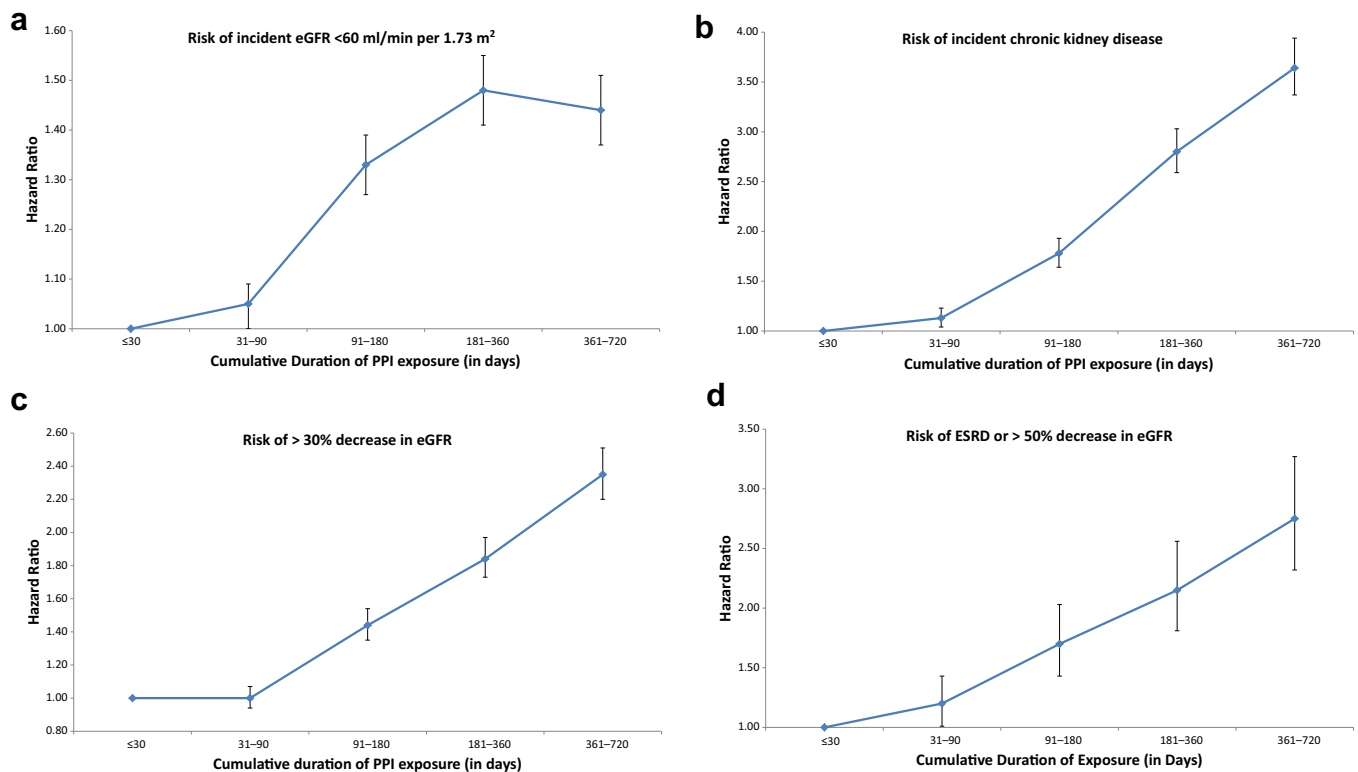 a
Risk of incident eGFR <60 ml/min per 1.73 m²
1.60
1.50
1.40
1.30
1.20
1.10
1.00
Hazard Ratio
≤30 31–90 91–180 181–360 361–720
Cumulative Duration of PPI exposure (in days)
b
Risk of incident chronic kidney disease
4.00
3.50
3.00
2.50
2.00
1.50
1.00
Hazard Ratio
≤30 31–90 91–180 181–360 361–720
Cumulative duration of PPI exposure (in days)
c
Risk of > 30% decrease in eGFR
2.60
2.40
2.20
2.00
1.80
1.60
1.40
1.20
1.00
0.80
Hazard Ratio
≤30 31–90 91–180 181–360 361–720
Cumulative duration of PPI exposure (in days)
d
Risk of ESRD or > 50% decrease in eGFR
3.50
3.00
2.50
2.00
1.50
1.00
Hazard Ratio
≤30 31–90 91–180 181–360 361–720
Cumulative Duration of Exposure (in Days)